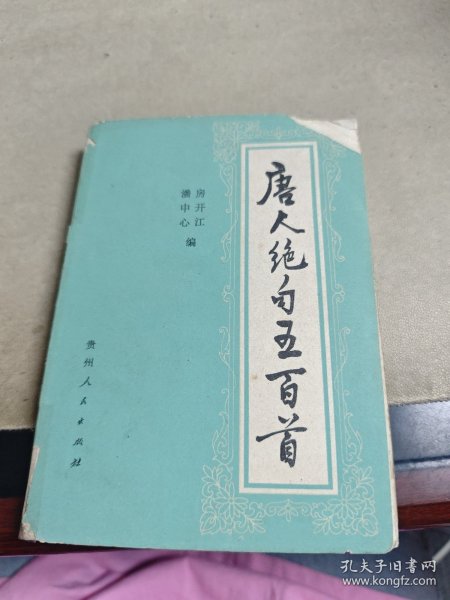 唐人绝句五百首
房开江
潘中心
编
贵州人民出版社
孔夫子旧书网
www.kongfz.com